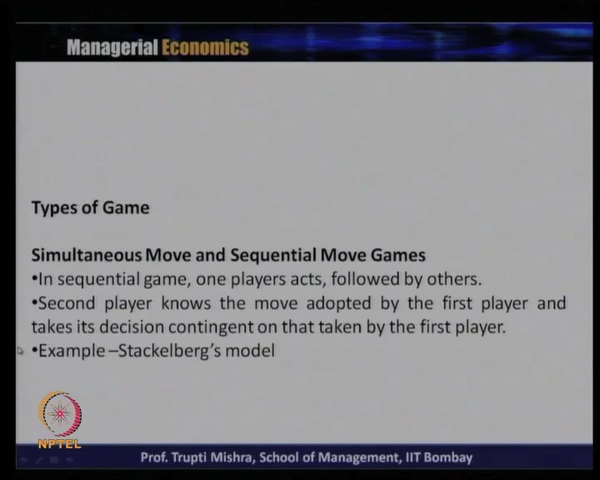 Managerial Economics
Types of Game
Simultaneous Move and Sequential Move Games
•In sequential game, one players acts, followed by others.
•Second player knows the move adopted by the first player and
takes its decision contingent on that taken by the first player.
•Example –Stackelberg's model
NPTEL
Prof. Trupti Mishra, School of Management, IIT Bombay